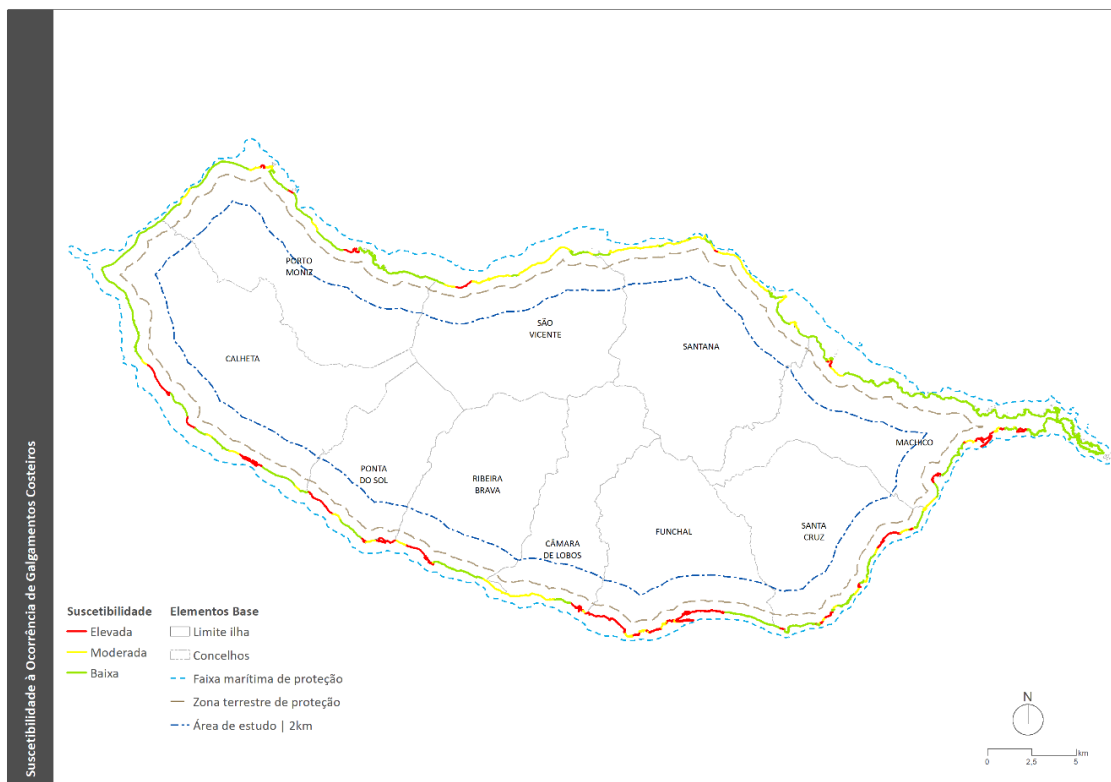 Suscetibilidade à Ocorrência de Galgamentos Costeiros
PORTO
MONIZ
SÃO
VICENTE
SANTANA
CALHETA
MACHICO
PONTA
DO SOL
RIBEIRA
BRAVA
CÂMARA
DE LOBOS
FUNCHAL
SANTA
CRUZ
Suscetibilidade
Elevada
Moderada
Baixa
Elementos Base
Limite ilha
Concelhos
Faixa marítima de proteção
Zona terrestre de proteção
Área de estudo | 2km
N
km
0 2,5 5